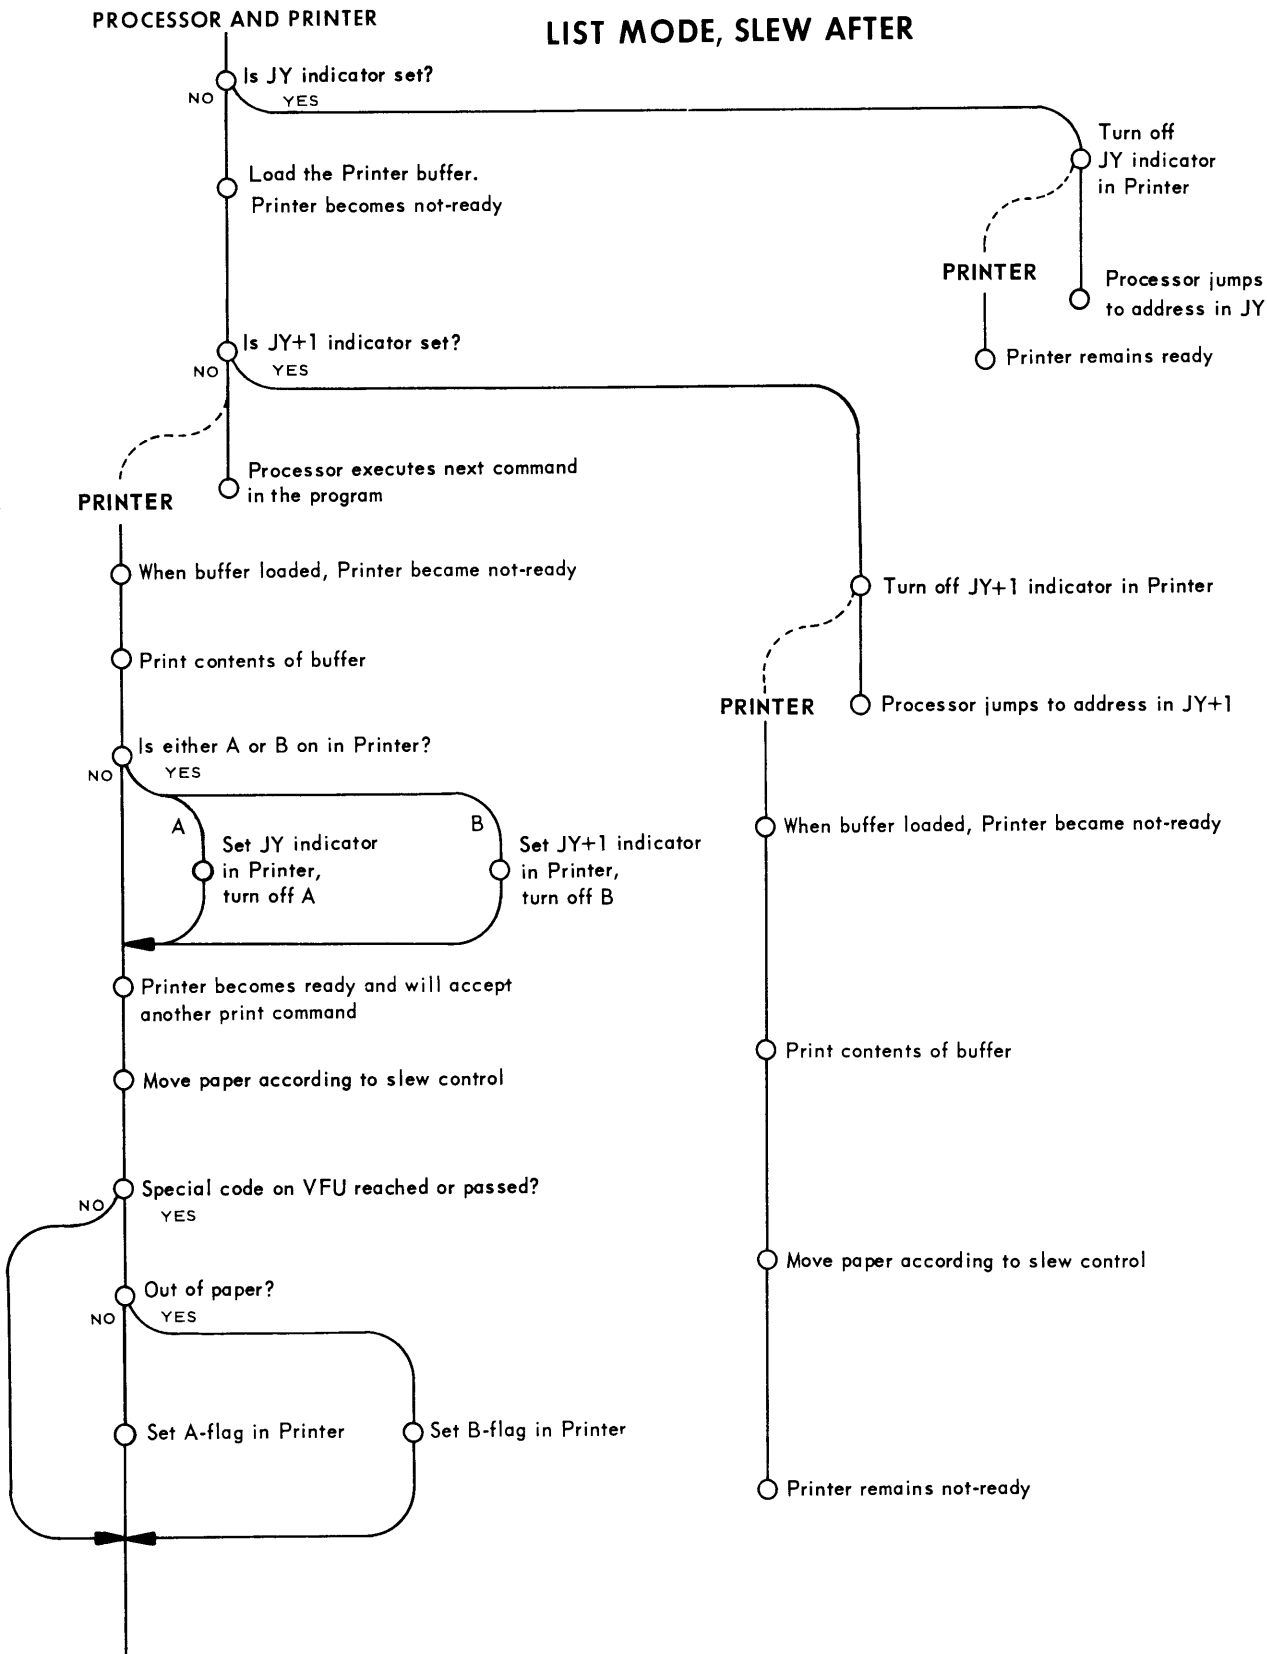 PROCESSOR AND PRINTER
LIST MODE, SLEW AFTER
Is JY indicator set?
NO
YES
Turn off
JY indicator
in Printer
Load the Printer buffer.
Printer becomes not-ready
PRINTER
Processor jumps
to address in JY
Printer remains ready
Is JY+1 indicator set?
NO
YES
Processor executes next command
in the program
PRINTER
When buffer loaded, Printer became not-ready
Turn off JY+1 indicator in Printer
Print contents of buffer
PRINTER
Processor jumps to address in JY+1
Is either A or B on in Printer?
NO
YES
A
B
Set JY indicator
in Printer,
turn off A
Set JY+1 indicator
in Printer,
turn off B
When buffer loaded, Printer became not-ready
Printer becomes ready and will accept
another print command
Print contents of buffer
Move paper according to slew control
Special code on VFU reached or passed?
NO
YES
Move paper according to slew control
Out of paper?
NO
YES
Set A-flag in Printer
Set B-flag in Printer
Printer remains not-ready